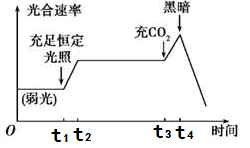 光合速率
黑暗
充足恒定
光照
充CO₂
(弱光)
O t₁ t₂ t₃ t₄ 时间